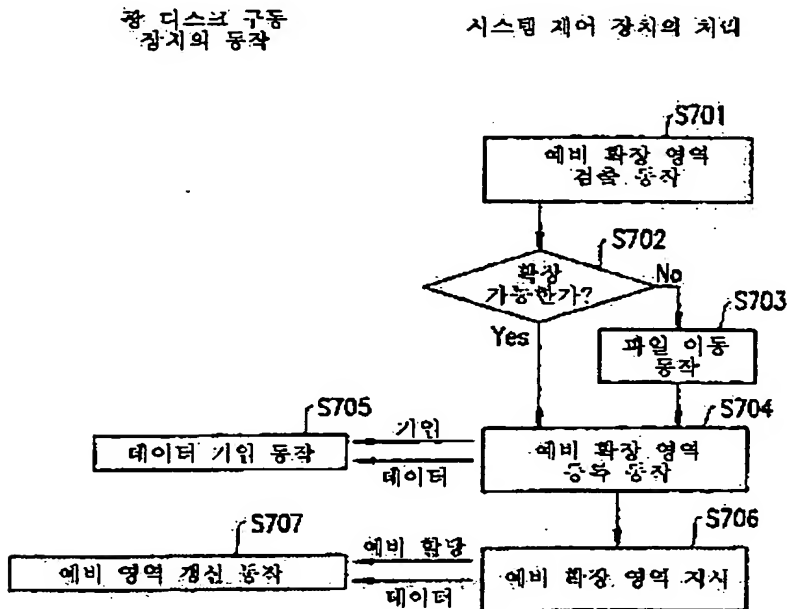 광 디스크 구동
장치의 동작
시스템 제어 장치의 처리
S701
예비 확장 영역
검출 동작
S702
확장
가능한가?
No
Yes
S703
파일 이동
동작
S704
예비 확장 영역
등록 동작
S705
기입
데이터 기입 동작
데이터
S706
예비 확장 영역 지시
S707
예비 할당
예비 영역 갱신 동작
데이터